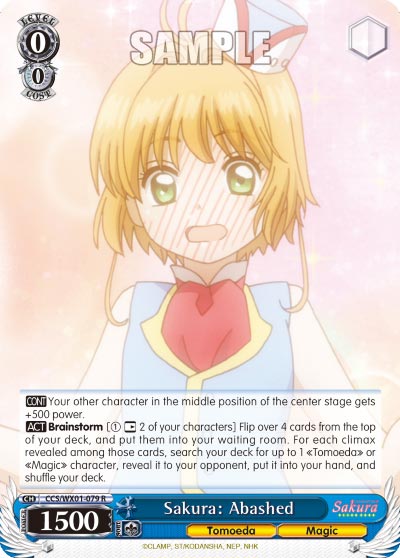 LEVEL
0
0
COST
SAMPLE
CONT Your other character in the middle position of the center stage gets
+500 power.
ACT Brainstorm [① 2 of your characters] Flip over 4 cards from the top
of your deck, and put them into your waiting room. For each climax
revealed among those cards, search your deck for up to 1 «Tomoeda» or
«Magic» character, reveal it to your opponent, put it into your hand, and
shuffle your deck.
CH CCS/WX01-079 R
Sakura: Abashed
POWER
1500
Sakura
Tomoeda
Magic
©CLAMP, ST/KODANSHA, NEP, NHK